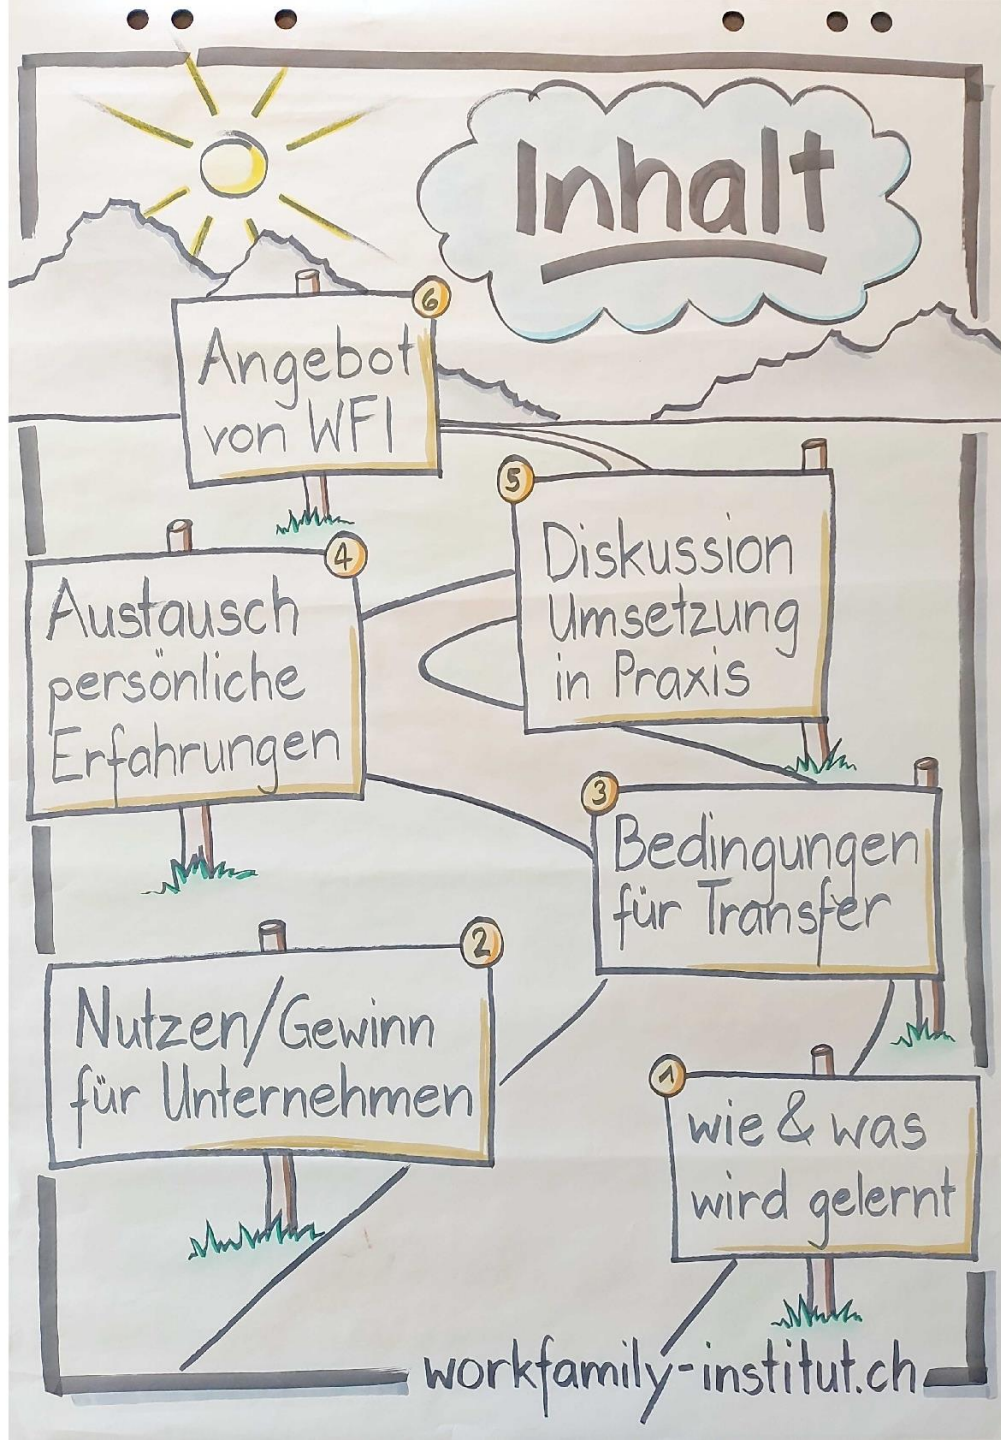 Inhalt
6
Angebot
von WFI
5
Diskussion
Umsetzung
in Praxis
4
Austausch
persönliche
Erfahrungen
3
Bedingungen
für Transfer
2
Nutzen/Gewinn
für Unternehmen
1
wie & was
wird gelernt
workfamily-institut.ch